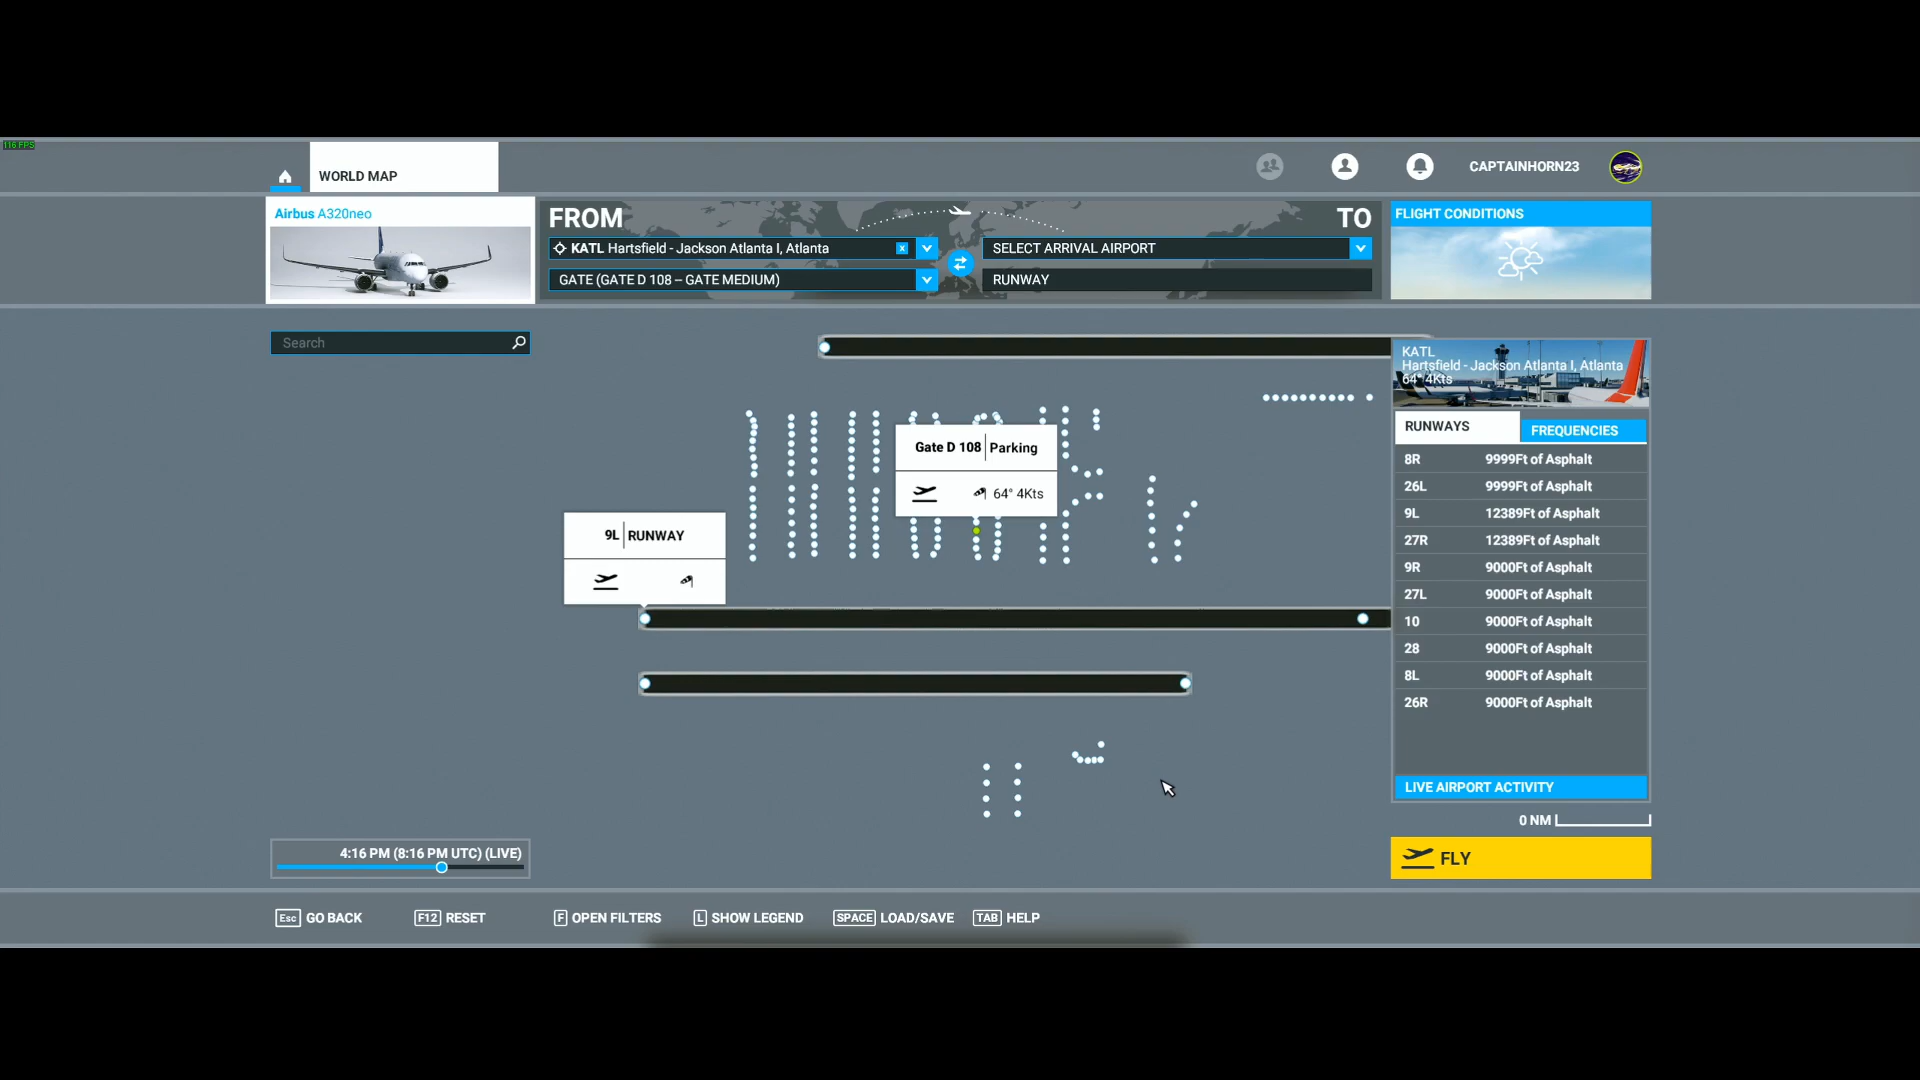 116 FPS
WORLD MAP
CAPTAINHORN23
Airbus A320neo
FROM
TO
KATL Hartsfield - Jackson Atlanta I, Atlanta
x
SELECT ARRIVAL AIRPORT
GATE (GATE D 108 – GATE MEDIUM)
RUNWAY
FLIGHT CONDITIONS
Search
KATL
Hartsfield - Jackson Atlanta I, Atlanta
64° 4Kts
RUNWAYS
FREQUENCIES
8R 9999Ft of Asphalt
26L 9999Ft of Asphalt
9L 12389Ft of Asphalt
27R 12389Ft of Asphalt
9R 9000Ft of Asphalt
27L 9000Ft of Asphalt
10 9000Ft of Asphalt
28 9000Ft of Asphalt
8L 9000Ft of Asphalt
26R 9000Ft of Asphalt
LIVE AIRPORT ACTIVITY
Gate D 108 Parking
64° 4Kts
9L RUNWAY
0 NM
4:16 PM (8:16 PM UTC) (LIVE)
FLY
Esc GO BACK
F12 RESET
F OPEN FILTERS
L SHOW LEGEND
SPACE LOAD/SAVE
TAB HELP